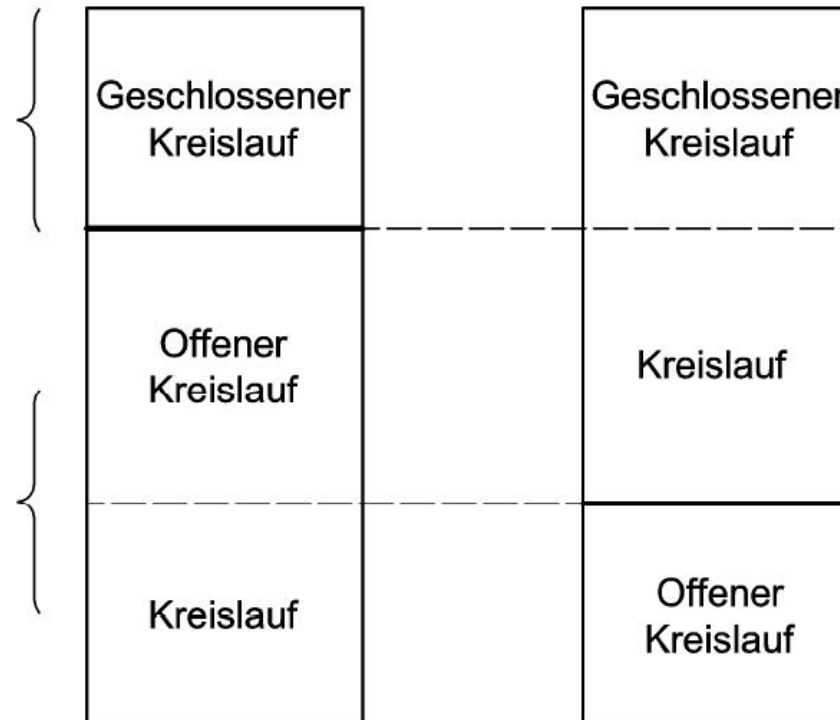 Geschlossener
Kreislauf
Offener
Kreislauf
Kreislauf
Geschlossener
Kreislauf
Kreislauf
Offener
Kreislauf